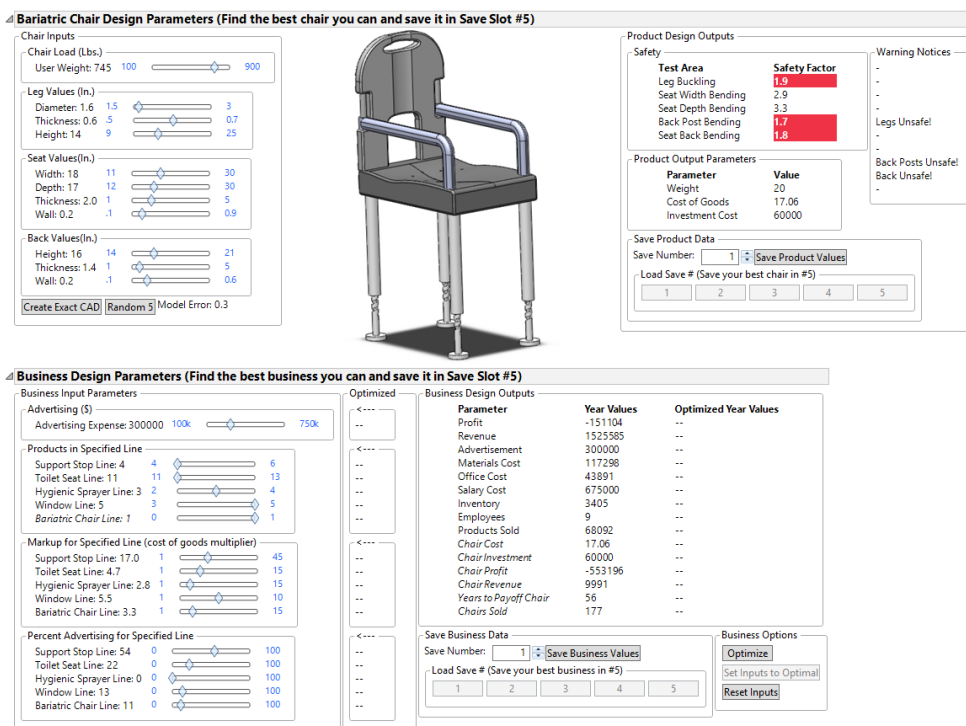 Bariatric Chair Design Parameters (Find the best chair you can and save it in Save Slot #5)
Chair Inputs
Chair Load (Lbs.)
User Weight: 745 100 900
Leg Values (In.)
Diameter: 1.6 1.5 3
Thickness: 0.6 .5 0.7
Height: 14 9 25
Seat Values(In.)
Width: 18 11 30
Depth: 17 12 30
Thickness: 2.0 1 5
Wall: 0.2 .1 0.9
Back Values(In.)
Height: 16 14 21
Thickness: 1.4 1 5
Wall: 0.2 .1 0.6
Create Exact CAD Random 5 Model Error: 0.3
Product Design Outputs
Safety
Test Area Safety Factor
Leg Buckling 1.9
Seat Width Bending 2.9
Seat Depth Bending 3.3
Back Post Bending 1.7
Seat Back Bending 1.8
Warning Notices
-
-
-
-
Legs Unsafe!
-
-
Back Posts Unsafe!
Back Unsafe!
-
Product Output Parameters
Parameter Value
Weight 20
Cost of Goods 17.06
Investment Cost 60000
Save Product Data
Save Number: 1 Save Product Values
Load Save # (Save your best chair in #5)
1 2 3 4 5
Business Design Parameters (Find the best business you can and save it in Save Slot #5)
Business Input Parameters
Advertising ($)
Advertising Expense: 300000 100k 750k
Products in Specified Line
Support Stop Line: 4 4 6
Toilet Seat Line: 11 11 13
Hygienic Sprayer Line: 3 2 4
Window Line: 5 3 5
Bariatric Chair Line: 1 0 1
Markup for Specified Line (cost of goods multiplier)
Support Stop Line: 17.0 1 45
Toilet Seat Line: 4.7 1 15
Hygienic Sprayer Line: 2.8 1 15
Window Line: 5.5 1 10
Bariatric Chair Line: 3.3 1 15
Percent Advertising for Specified Line
Support Stop Line: 54 0 100
Toilet Seat Line: 22 0 100
Hygienic Sprayer Line: 0 0 100
Window Line: 13 0 100
Bariatric Chair Line: 11 0 100
Optimized
<---
--
<---
--
--
--
--
--
<---
--
--
--
--
--
<---
--
--
--
--
--
Business Design Outputs
Parameter Year Values Optimized Year Values
Profit -151104 --
Revenue 1525585 --
Advertisement 300000 --
Materials Cost 117298 --
Office Cost 43891 --
Salary Cost 675000 --
Inventory 3405 --
Employees 9 --
Products Sold 68092 --
Chair Cost 17.06 --
Chair Investment 60000 --
Chair Profit -553196 --
Chair Revenue 9991 --
Years to Payoff Chair 56 --
Chairs Sold 177 --
Save Business Data
Save Number: 1 Save Business Values
Load Save # (Save your best business in #5)
1 2 3 4 5
Business Options
Optimize
Set Inputs to Optimal
Reset Inputs